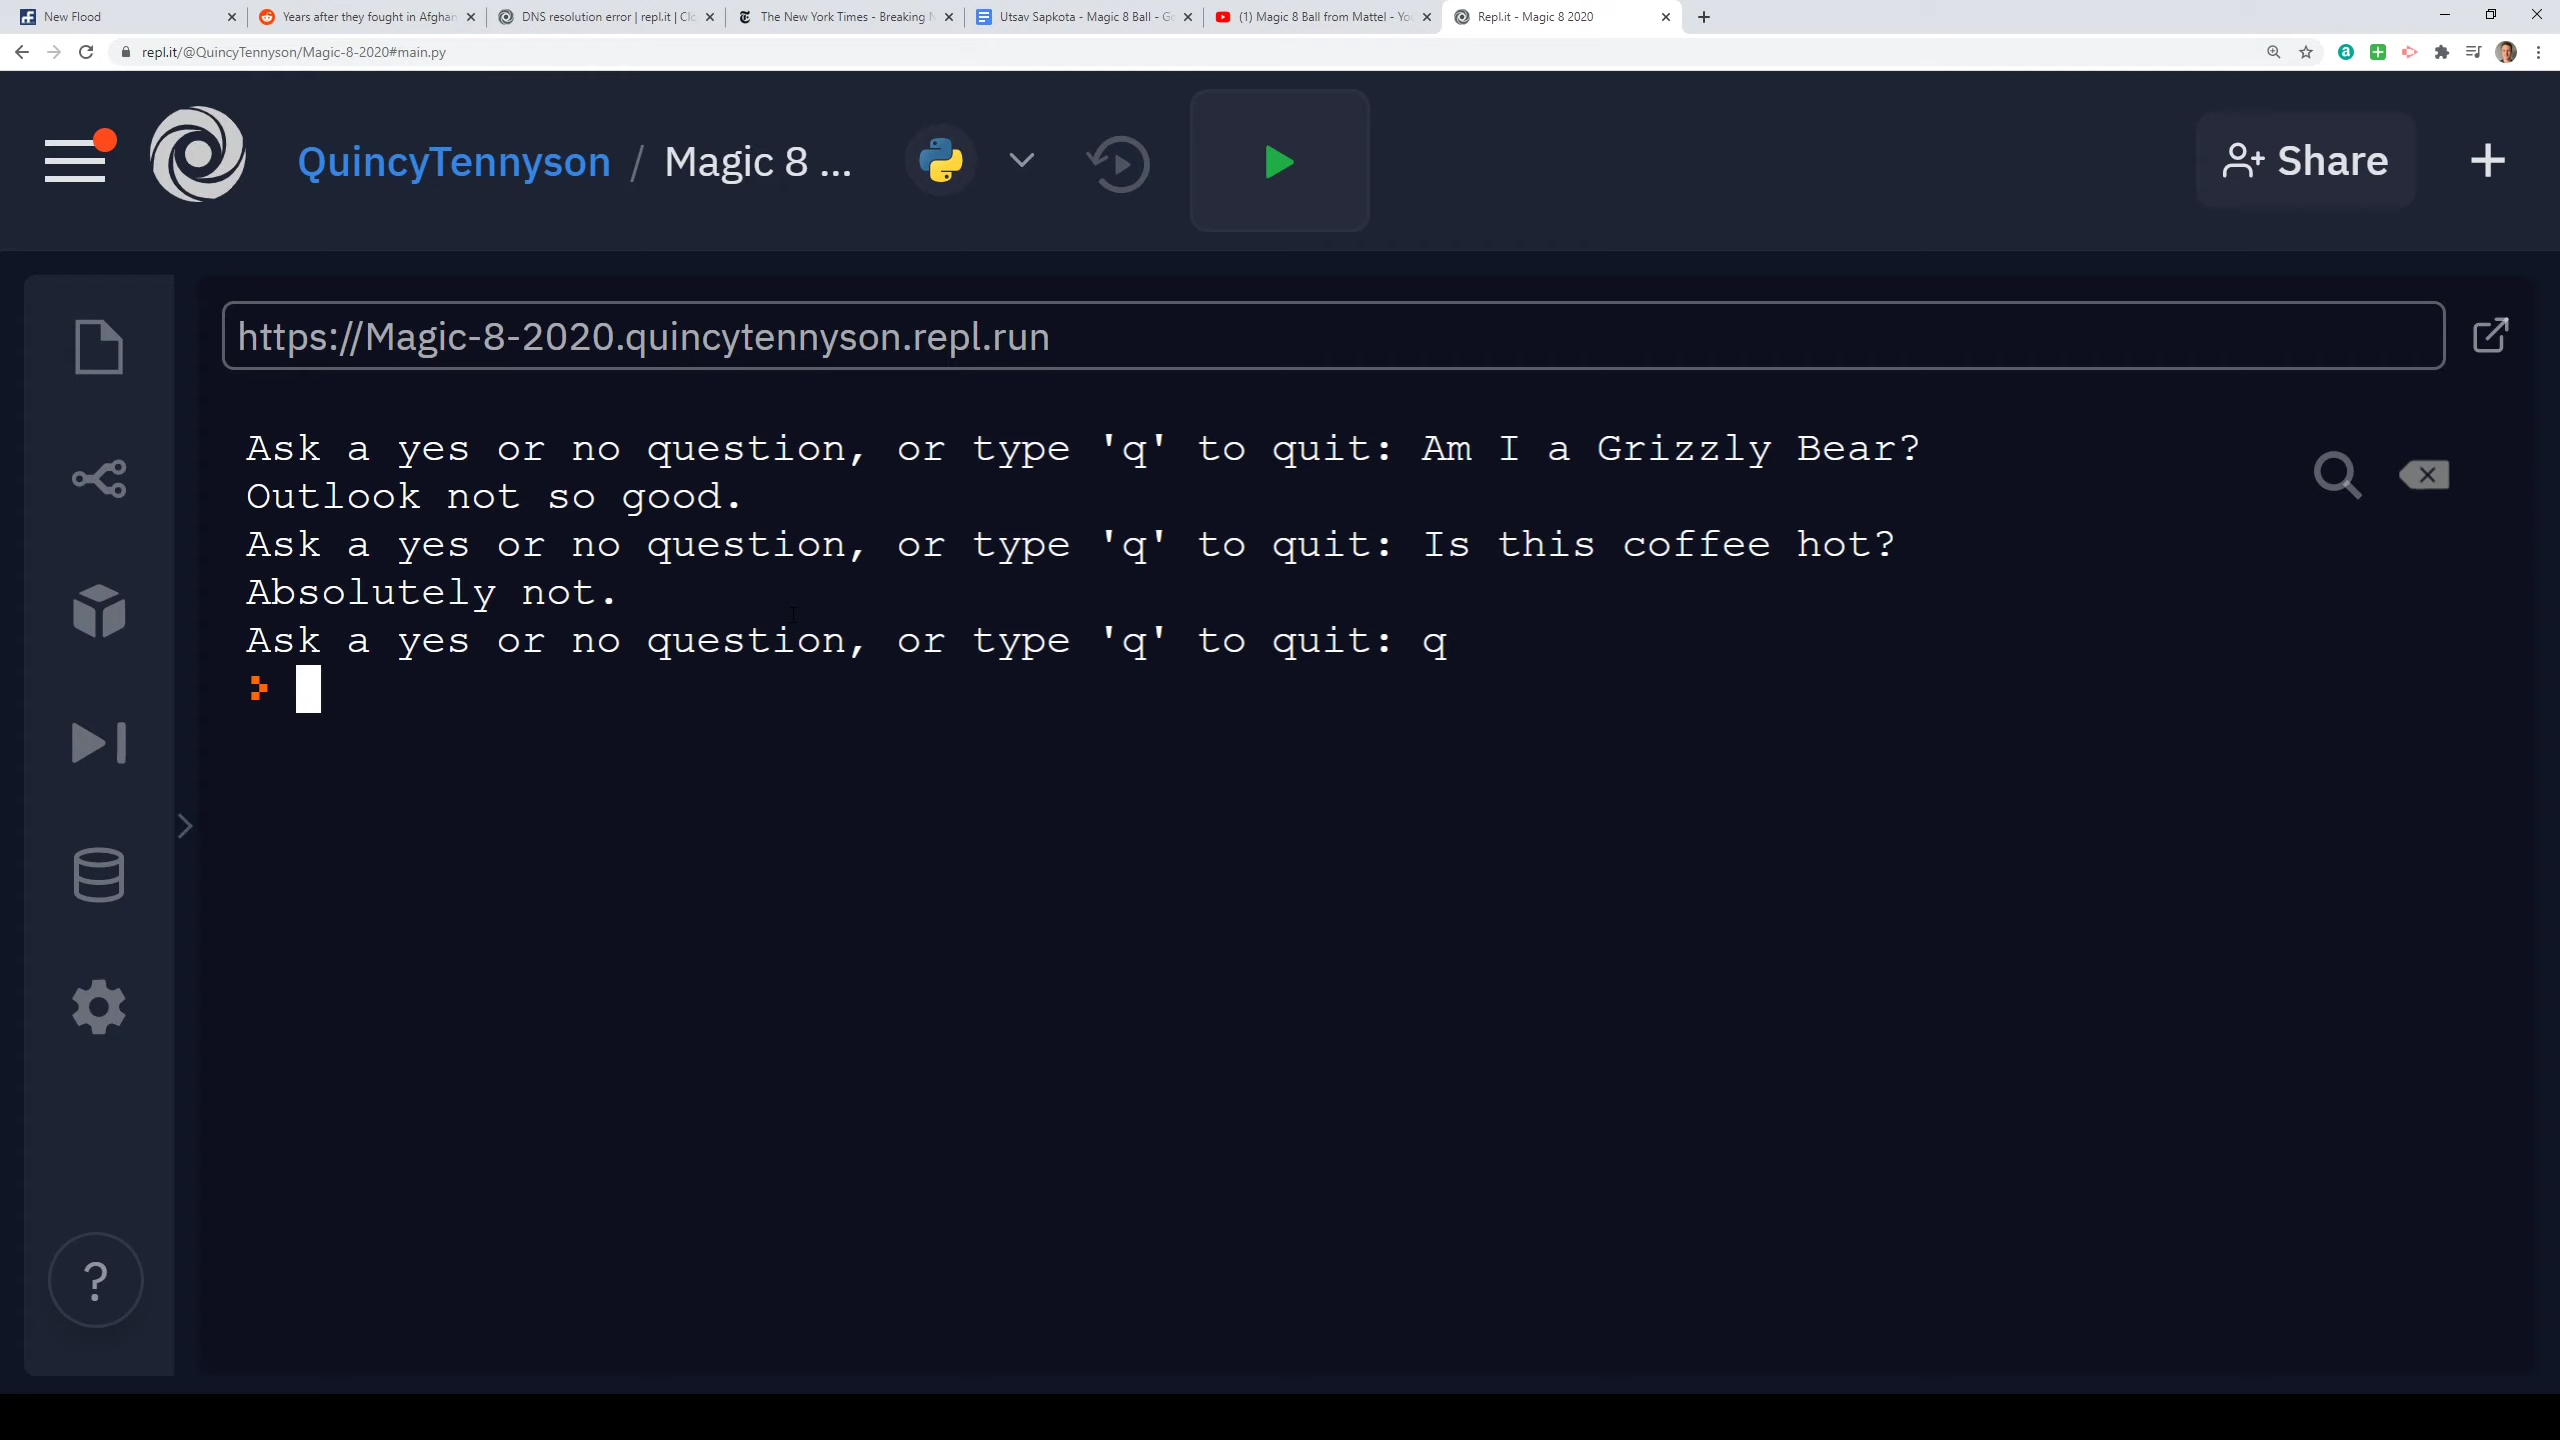 New Flood
Years after they fought in Afghan
DNS resolution error | repl.it | Clo
The New York Times - Breaking N
Utsav Sapkota - Magic 8 Ball - Go
(1) Magic 8 Ball from Mattel - You
Repl.it - Magic 8 2020
repl.it/@QuincyTennyson/Magic-8-2020#main.py
QuincyTennyson / Magic 8 ...
Share
https://Magic-8-2020.quincytennyson.repl.run
Ask a yes or no question, or type 'q' to quit: Am I a Grizzly Bear?
Outlook not so good.
Ask a yes or no question, or type 'q' to quit: Is this coffee hot?
Absolutely not.
Ask a yes or no question, or type 'q' to quit: q